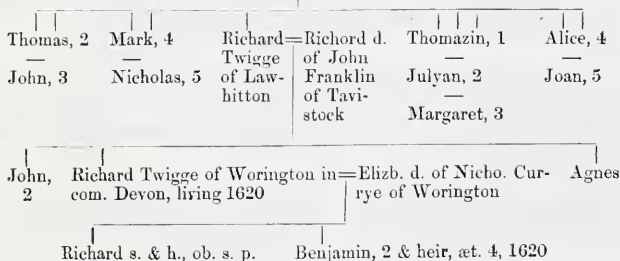 Thomas, 2 Mark, 4 Richard=Richord d. Thomazin, 1 Alice, 4
— — Twigge of John — —
John, 3 Nicholas, 5 of Law- Franklin Julyan, 2 Joan, 5
hitton of Tavi- —
stock Margaret, 3
John, Richard Twigge of Worington in=Elizb. d. of Nicho. Cur- Agnes
2 com. Devon, living 1620 rye of Worington
Richard s. & h., ob. s. p. Benjamin, 2 & heir, æt. 4, 1620